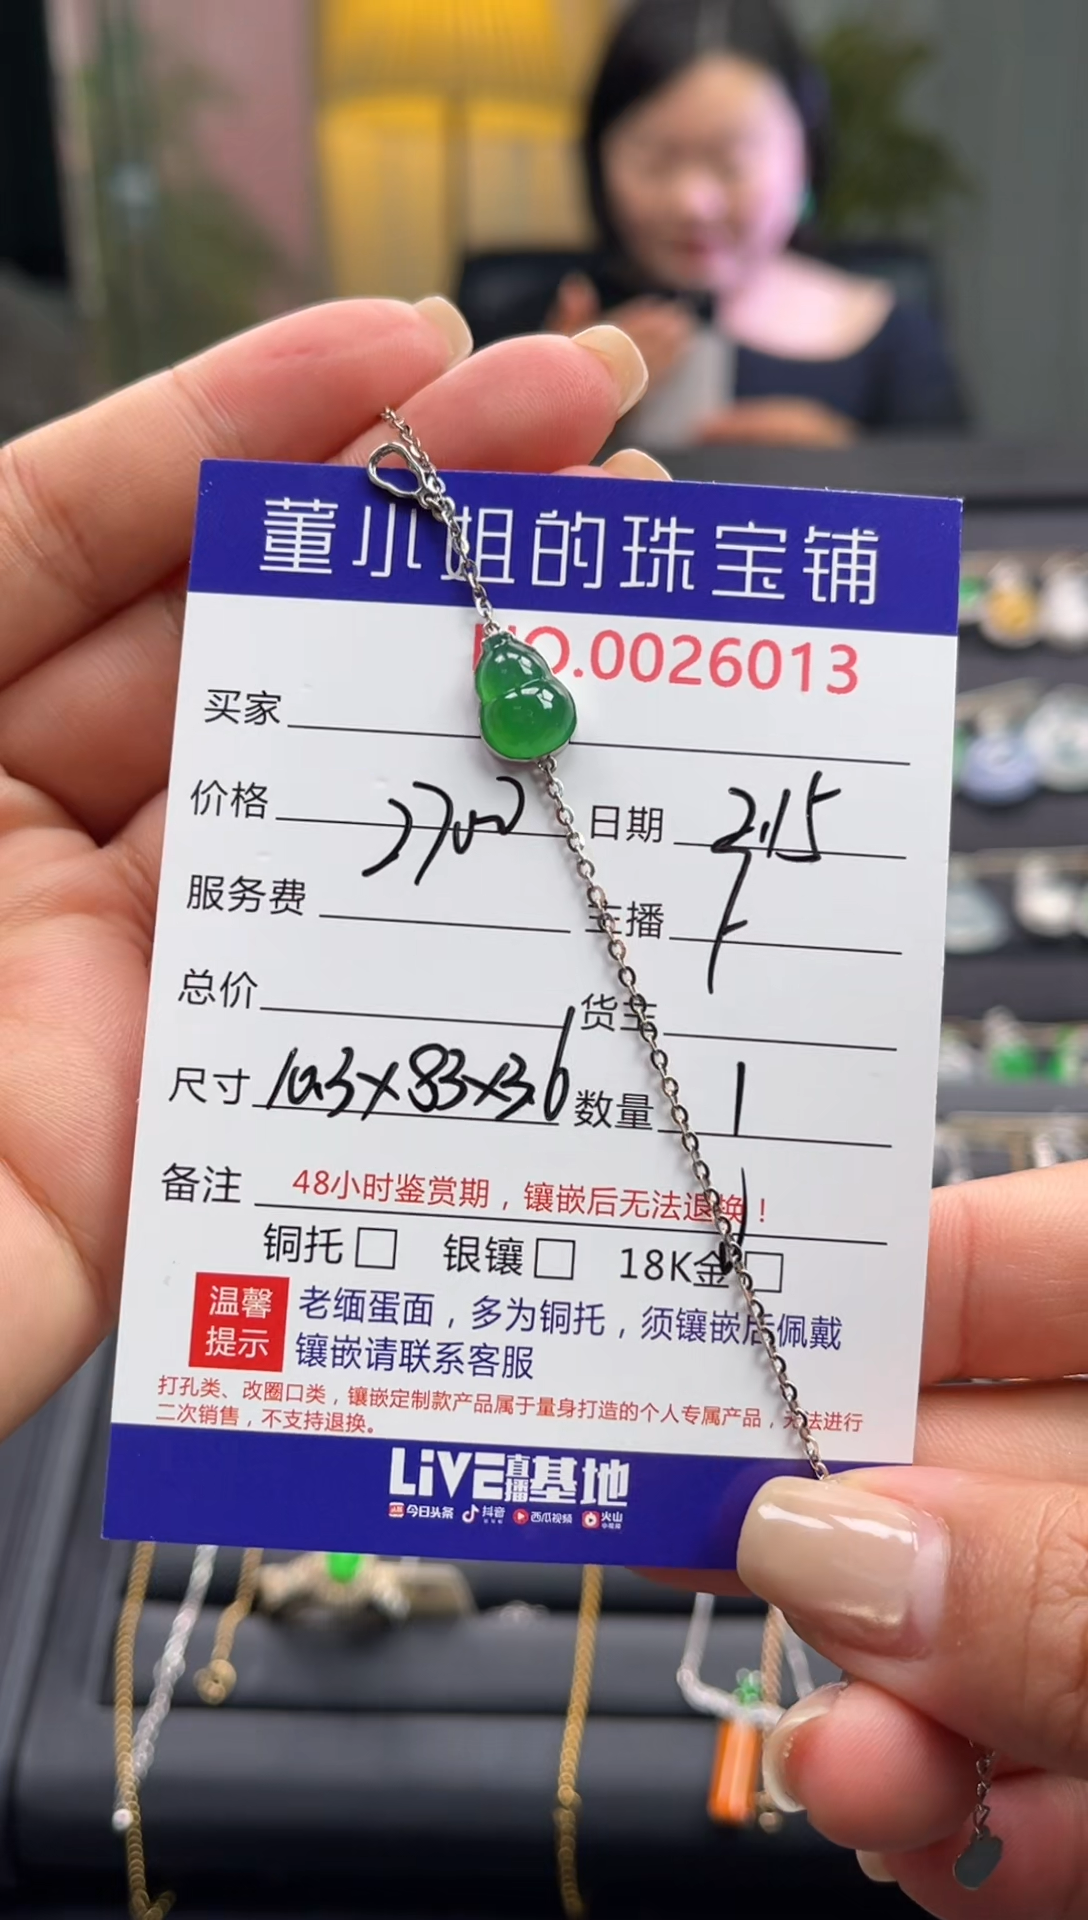 董小姐的珠宝铺
NO.0026013
买家
价格 2700 日期 2.15
服务费 主播
总价 货主
尺寸 10.3×8.3×3.6 数量 1
备注 48小时鉴赏期，镶嵌后无法退换！
铜托□ 银镶□ 18K金□
温馨提示 老缅蛋面，多为铜托，须镶嵌后佩戴
镶嵌请联系客服
打孔类、改圈口类，镶嵌定制款产品属于量身打造的个人专属产品，无法进行
二次销售，不支持退换。
LiVE直播基地
今日头条 抖音 西瓜视频 火山